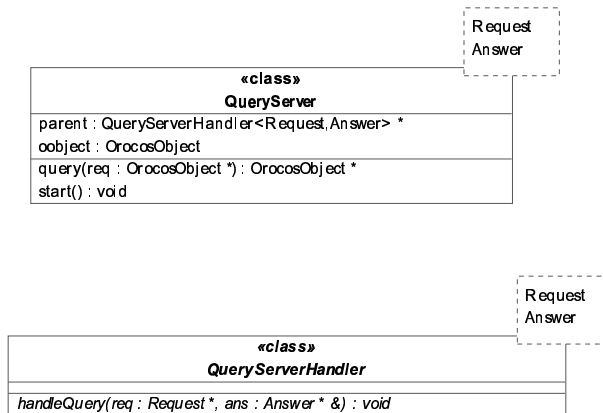 Request
Answer
«class»
QueryServer
parent : QueryServerHandler<Request,Answer> *
oobject : OrocosObject
query(req : OrocosObject *) : OrocosObject *
start() : void
Request
Answer
«class»
QueryServerHandler
handleQuery(req : Request *, ans : Answer * &) : void